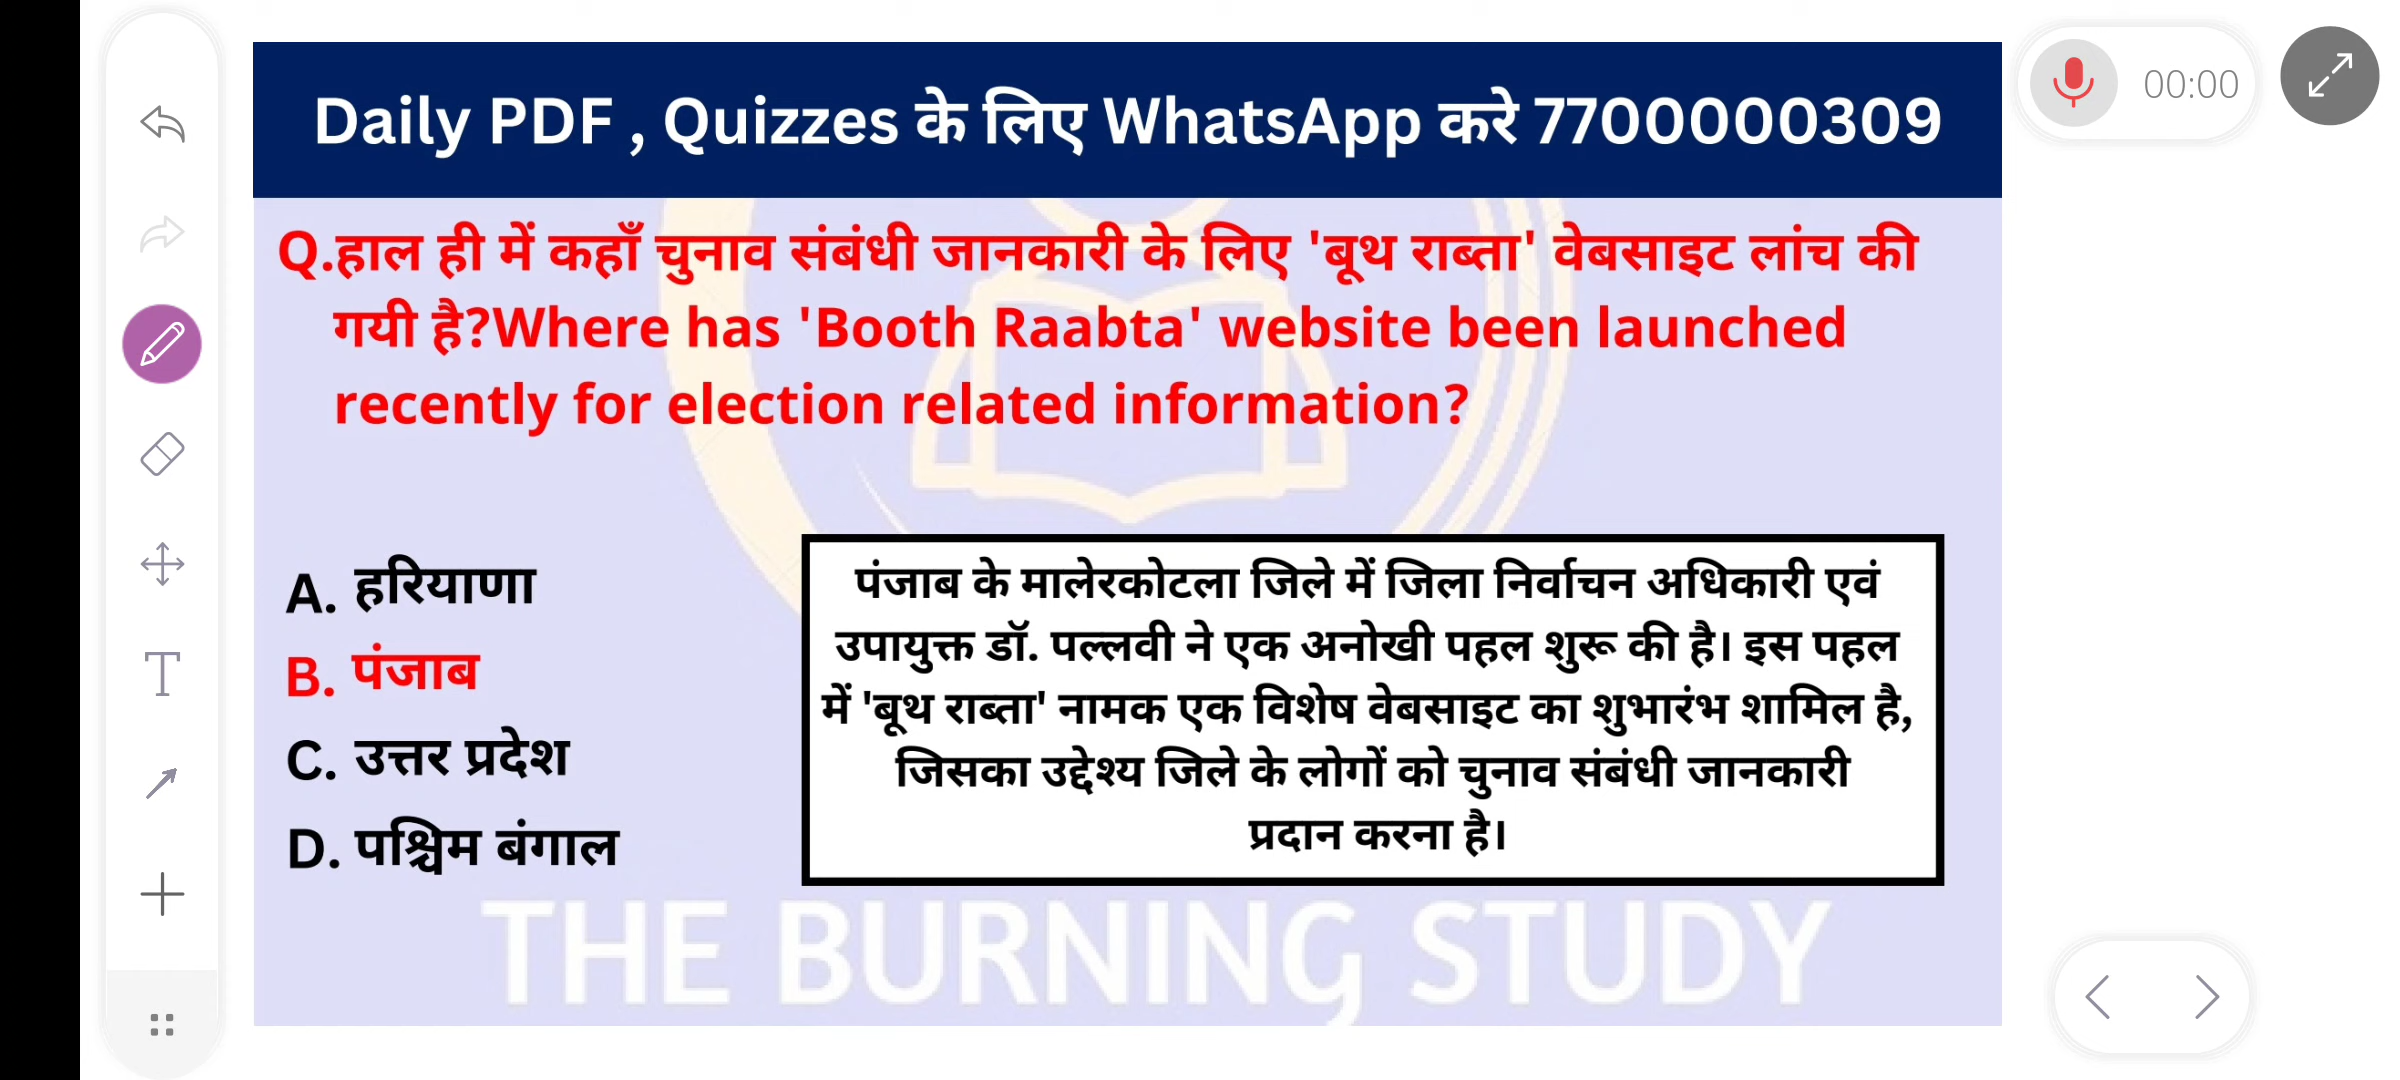 Daily PDF , Quizzes के लिए WhatsApp करे 7700000309
00:00
Q.हाल ही में कहाँ चुनाव संबंधी जानकारी के लिए 'बूथ राब्ता' वेबसाइट लांच की
गयी है?Where has 'Booth Raabta' website been launched
recently for election related information?
A. हरियाणा
B. पंजाब
C. उत्तर प्रदेश
D. पश्चिम बंगाल
पंजाब के मालेरकोटला जिले में जिला निर्वाचन अधिकारी एवं
उपायुक्त डॉ. पल्लवी ने एक अनोखी पहल शुरू की है। इस पहल
में 'बूथ राब्ता' नामक एक विशेष वेबसाइट का शुभारंभ शामिल है,
जिसका उद्देश्य जिले के लोगों को चुनाव संबंधी जानकारी
प्रदान करना है।
THE BURNING STUDY